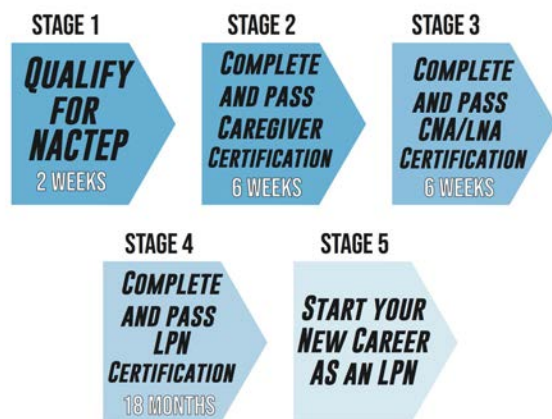 STAGE 1
QUALIFY
FOR
NACTEP
2 WEEKS
STAGE 2
COMPLETE
AND PASS
CAREGIVER
CERTIFICATION
6 WEEKS
STAGE 3
COMPLETE
AND PASS
CNA/LNA
CERTIFICATION
6 WEEKS
STAGE 4
COMPLETE
AND PASS
LPN
CERTIFICATION
18 MONTHS
STAGE 5
START YOUR
NEW CAREER
AS AN LPN